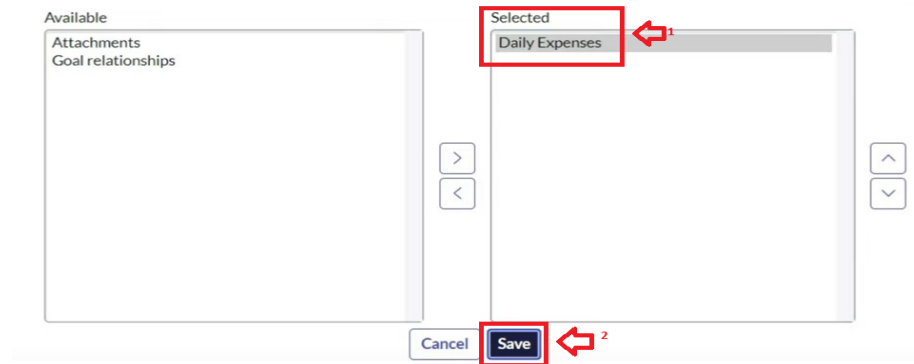 Available
Attachments
Goal relationships
Selected
Daily Expenses
1
>
<
Cancel
Save
2